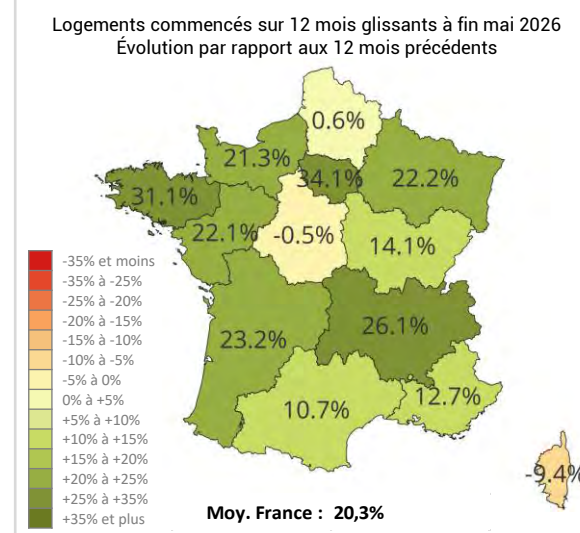 Logements commencés sur 12 mois glissants à fin mai 2026
Évolution par rapport aux 12 mois précédents
0.6%
21.3%
34.1%
22.2%
31.1%
22.1%
-0.5%
14.1%
23.2%
26.1%
10.7%
12.7%
-9.4%
-35% et moins
-35% à -25%
-25% à -20%
-20% à -15%
-15% à -10%
-10% à -5%
-5% à 0%
0% à +5%
+5% à +10%
+10% à +15%
+15% à +20%
+20% à +25%
+25% à +35%
+35% et plus
Moy. France : 20,3%